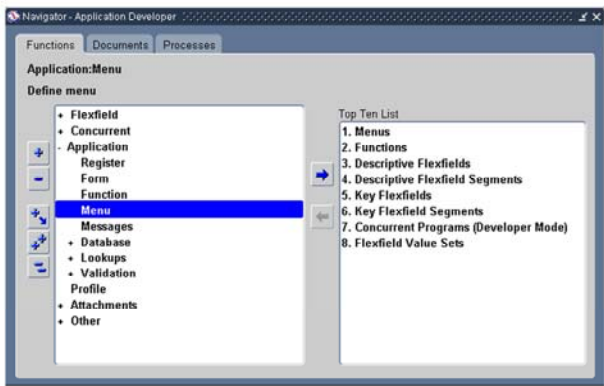 Navigator - Application Developer
Functions Documents Processes
Application:Menu
Define menu
+ Flexfield
+ Concurrent
- Application
Register
Form
Function
Menu
Messages
+ Database
+ Lookups
+ Validation
Profile
+ Attachments
+ Other
Top Ten List
1. Menus
2. Functions
3. Descriptive Flexfields
4. Descriptive Flexfield Segments
5. Key Flexfields
6. Key Flexfield Segments
7. Concurrent Programs (Developer Mode)
8. Flexfield Value Sets